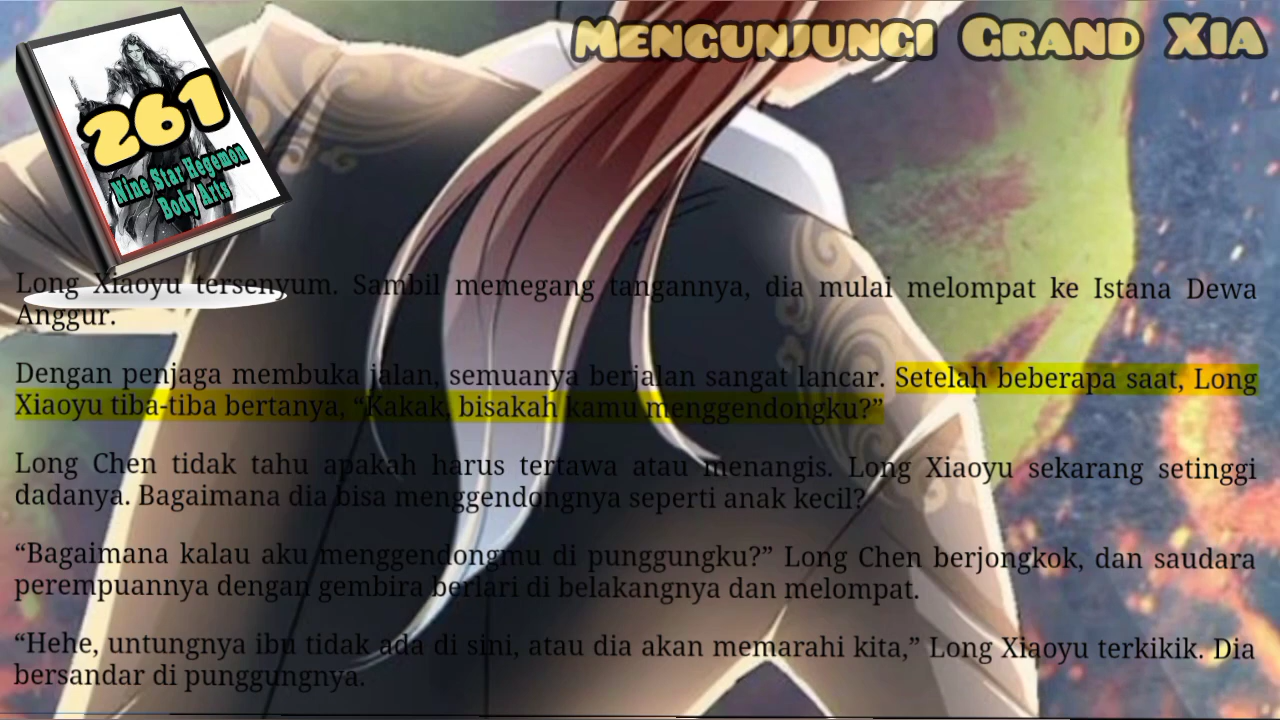 Mengunjungi Grand Xia
261
Nine Star Hegemon
Body Arts
Long Xiaoyu tersenyum. Sambil memegang tangannya, dia mulai melompat ke Istana Dewa
Anggur.
Dengan penjaga membuka jalan, semuanya berjalan sangat lancar. Setelah beberapa saat, Long
Xiaoyu tiba-tiba bertanya, “Kakak, bisakah kamu menggendongku?”
Long Chen tidak tahu apakah harus tertawa atau menangis. Long Xiaoyu sekarang setinggi
dadanya. Bagaimana dia bisa menggendongnya seperti anak kecil?
“Bagaimana kalau aku menggendongmu di punggungku?” Long Chen berjongkok, dan saudara
perempuannya dengan gembira berlari di belakangnya dan melompat.
“Hehe, untungnya ibu tidak ada di sini, atau dia akan memarahi kita,” Long Xiaoyu terkikik. Dia
bersandar di punggungnya.